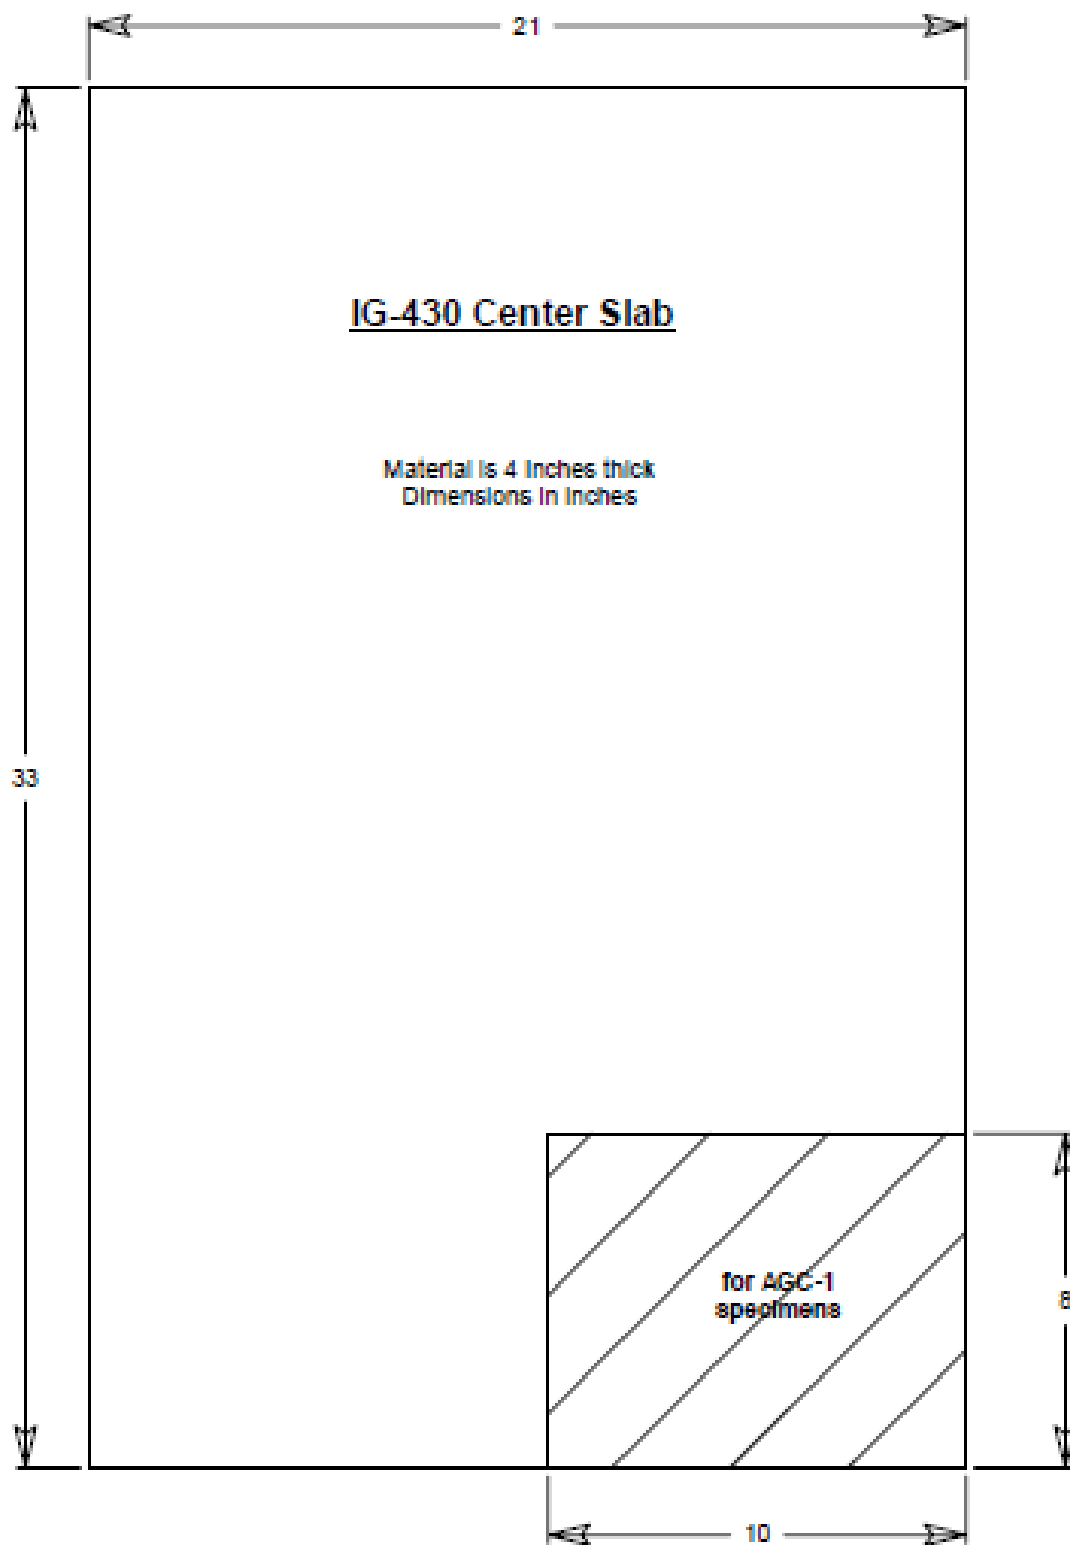 21
IG-430 Center Slab
Material is 4 inches thick
Dimensions in inches
33
for AGC-1
specimens
8
10